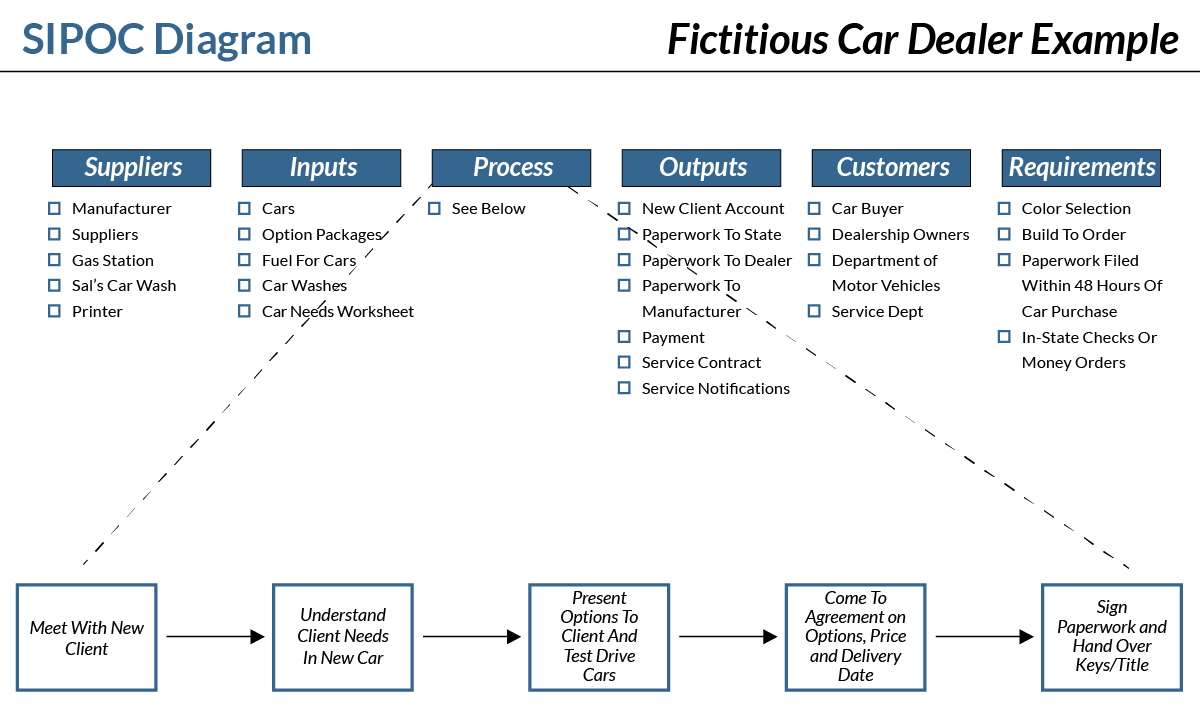 SIPOC Diagram
Fictitious Car Dealer Example
Suppliers
Manufacturer
Suppliers
Gas Station
Sal’s Car Wash
Printer
Inputs
Cars
Option Packages
Fuel For Cars
Car Washes
Car Needs Worksheet
Process
See Below
Outputs
New Client Account
Paperwork To State
Paperwork To Dealer
Paperwork To
Manufacturer
Payment
Service Contract
Service Notifications
Customers
Car Buyer
Dealership Owners
Department of
Motor Vehicles
Service Dept
Requirements
Color Selection
Build To Order
Paperwork Filed
Within 48 Hours Of
Car Purchase
In-State Checks Or
Money Orders
Meet With New
Client
Understand
Client Needs
In New Car
Present
Options To
Client And
Test Drive
Cars
Come To
Agreement on
Options, Price
and Delivery
Date
Sign
Paperwork and
Hand Over
Keys/Title